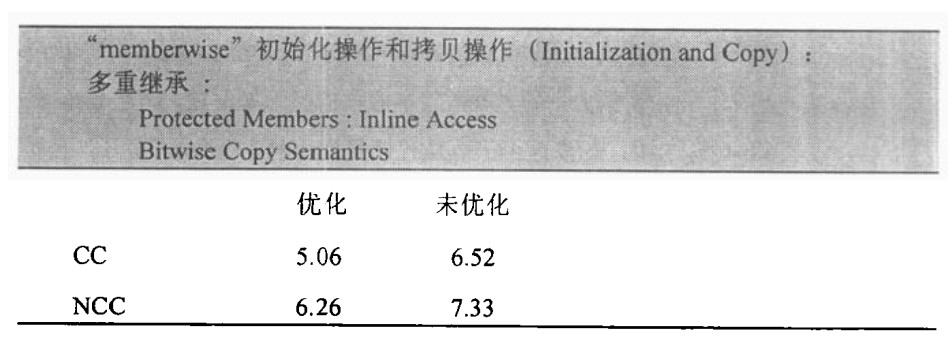 “memberwise”初始化操作和拷贝操作（Initialization and Copy）：
多重继承：
Protected Members : Inline Access
Bitwise Copy Semantics
优化 未优化
CC 5.06 6.52
NCC 6.26 7.33